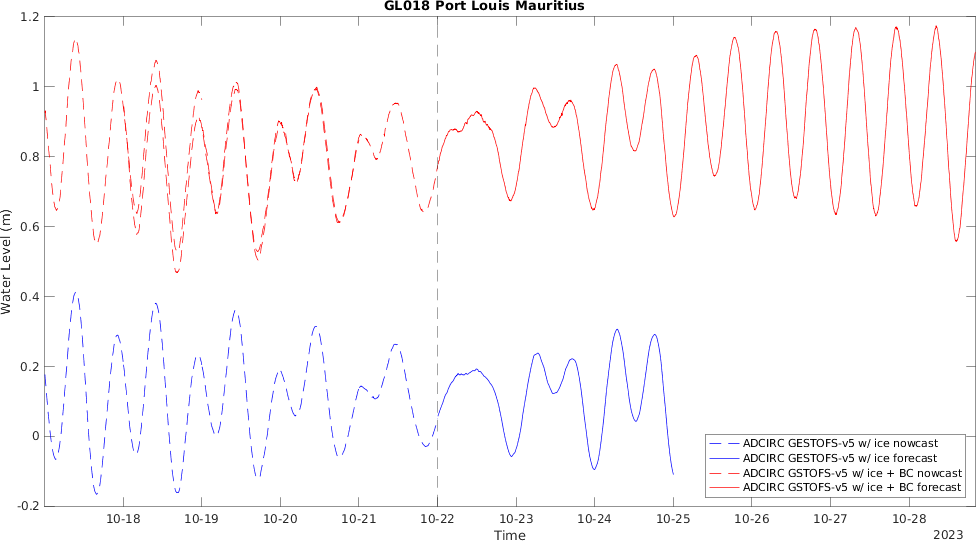 GL018 Port Louis Mauritius
Water Level (m)
1.2
1
0.8
0.6
0.4
0.2
0
-0.2
10-18 10-19 10-20 10-21 10-22 10-23 10-24 10-25 10-26 10-27 10-28
Time
2023
ADCIRC GESTOFS-v5 w/ ice nowcast
ADCIRC GESTOFS-v5 w/ ice forecast
ADCIRC GSTOFS-v5 w/ ice + BC nowcast
ADCIRC GSTOFS-v5 w/ ice + BC forecast